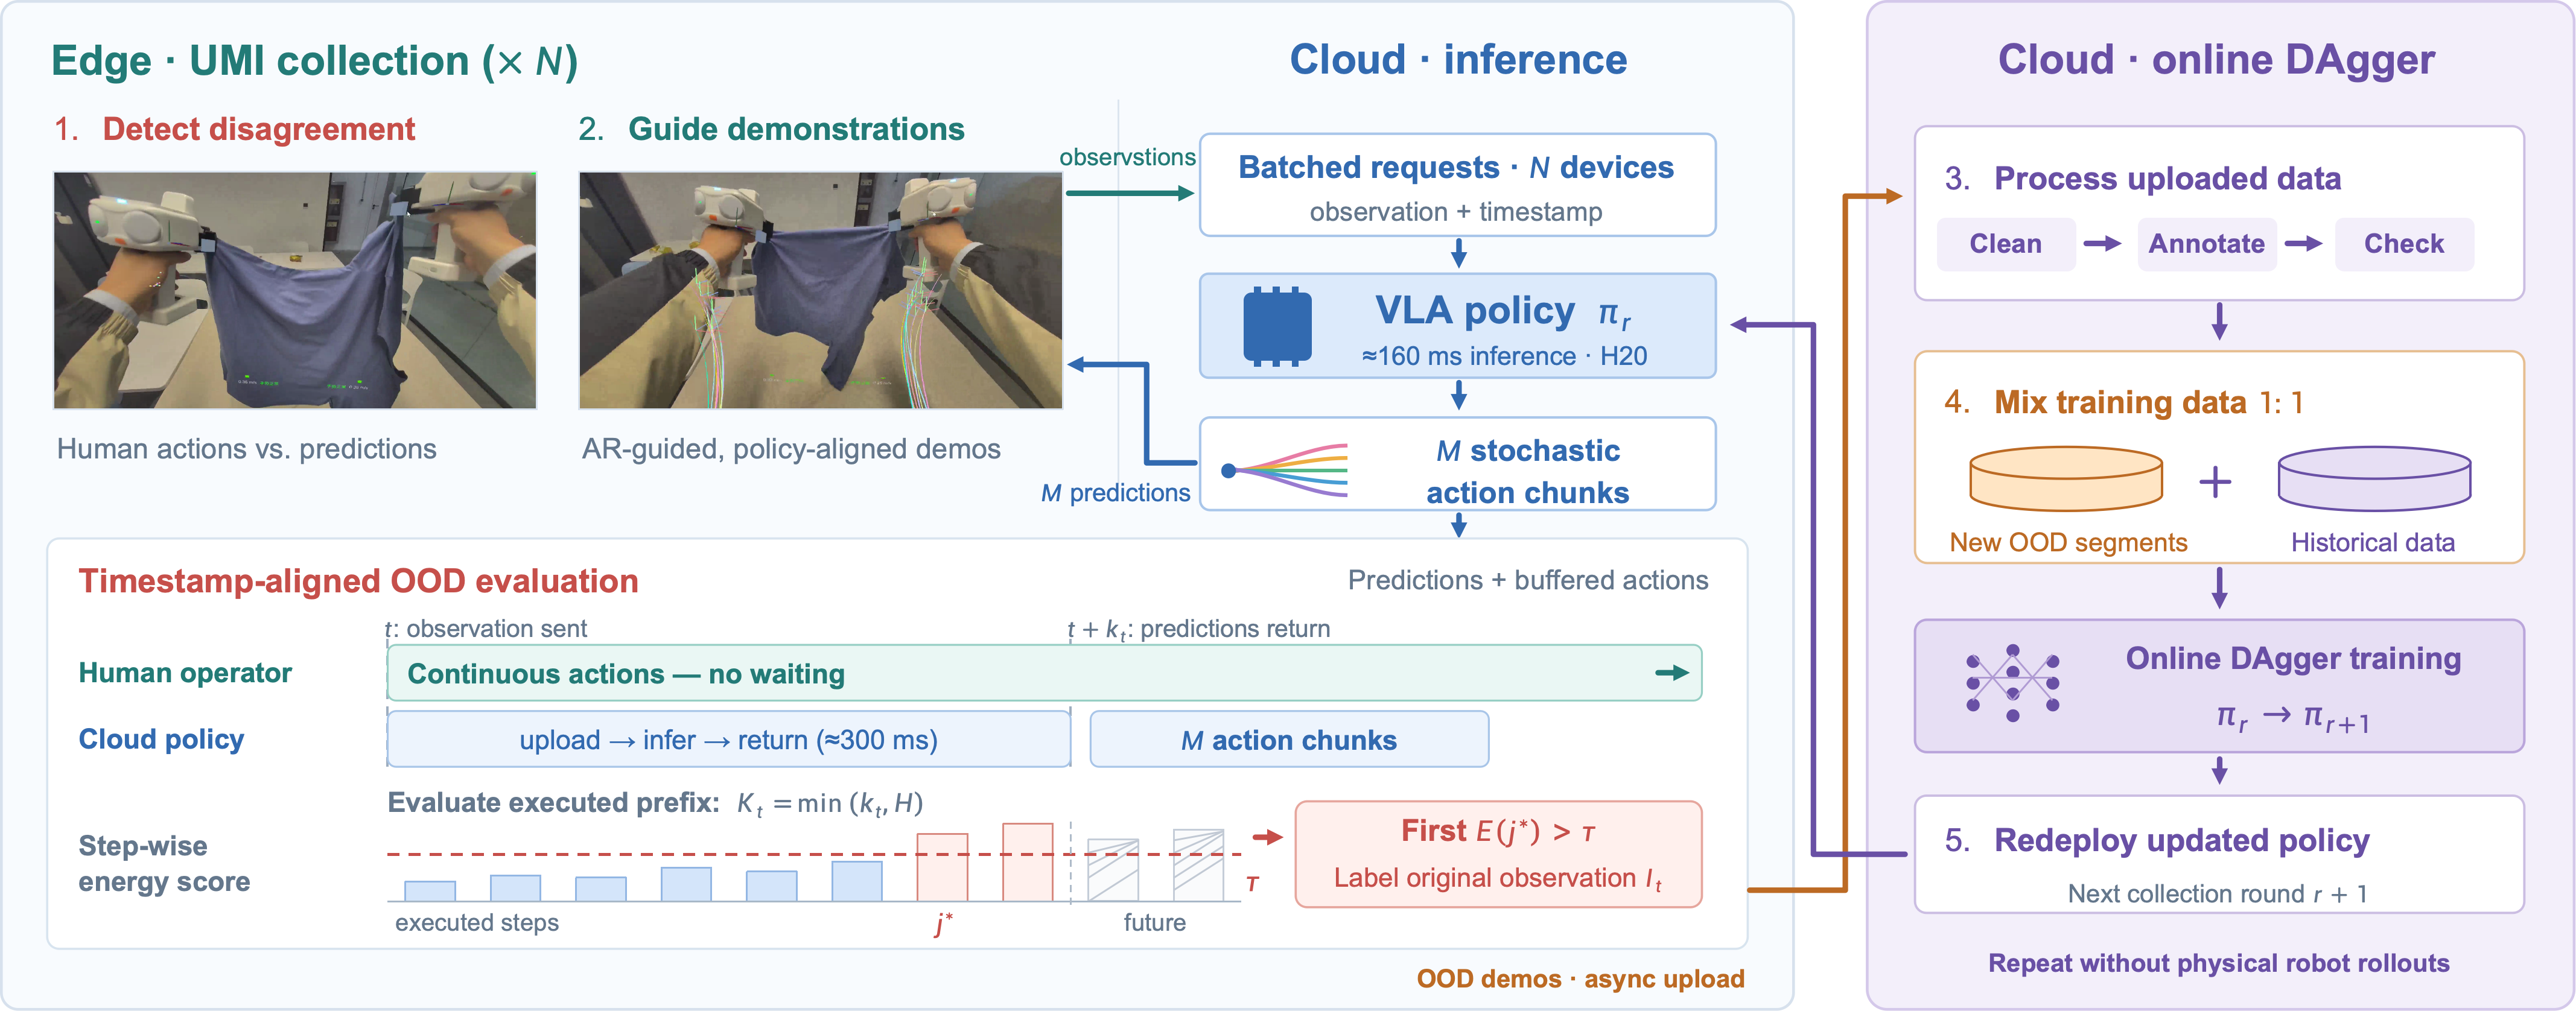 Edge · UMI collection (× N)
1. Detect disagreement
2. Guide demonstrations
Human actions vs. predictions
AR-guided, policy-aligned demos
observstions
M predictions
Cloud · inference
Batched requests · N devices
observation + timestamp
VLA policy π_r
≈160 ms inference · H20
M stochastic
action chunks
Timestamp-aligned OOD evaluation
Predictions + buffered actions
t: observation sent
t + k_t: predictions return
Human operator
Continuous actions — no waiting
Cloud policy
upload → infer → return (≈300 ms)
M action chunks
Evaluate executed prefix: K_t = min (k_t, H)
Step-wise
energy score
τ
executed steps
j*
future
First E(j*) > τ
Label original observation I_t
OOD demos · async upload
Cloud · online DAgger
3. Process uploaded data
Clean → Annotate → Check
4. Mix training data 1: 1
+
New OOD segments
Historical data
Online DAgger training
π_r → π_{r+1}
5. Redeploy updated policy
Next collection round r + 1
Repeat without physical robot rollouts